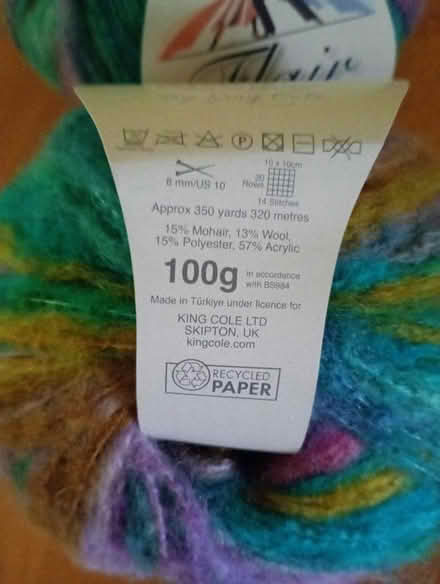 Flair
P
10 x 10cm
30
Rows
6 mm/US 10
14 Stitches
Approx 350 yards 320 metres
15% Mohair, 13% Wool,
15% Polyester, 57% Acrylic
100g in accordance
with BS984
Made in Türkiye under licence for
KING COLE LTD
SKIPTON, UK
kingcole.com
RECYCLED
PAPER